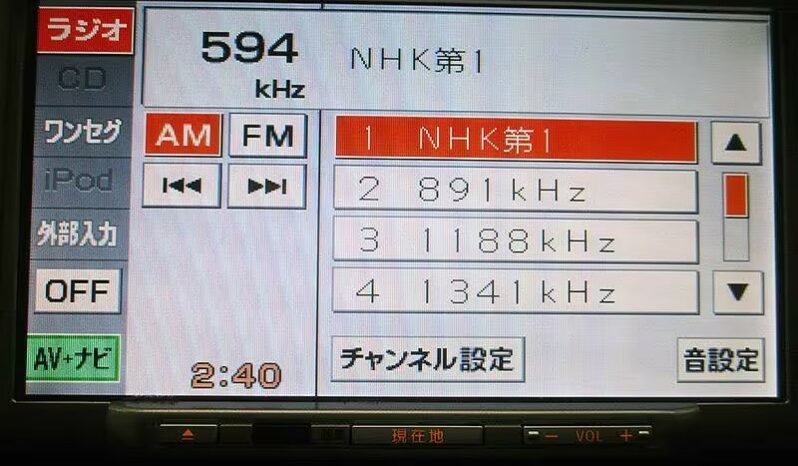 ラジオ
CD
ワンセグ
iPod
外部入力
OFF
AV+ナビ
594
kHz
NHK第1
AM
FM
1 NHK第1
2 891kHz
3 1188kHz
4 1341kHz
2:40
チャンネル設定
音設定
現在地
− VOL +